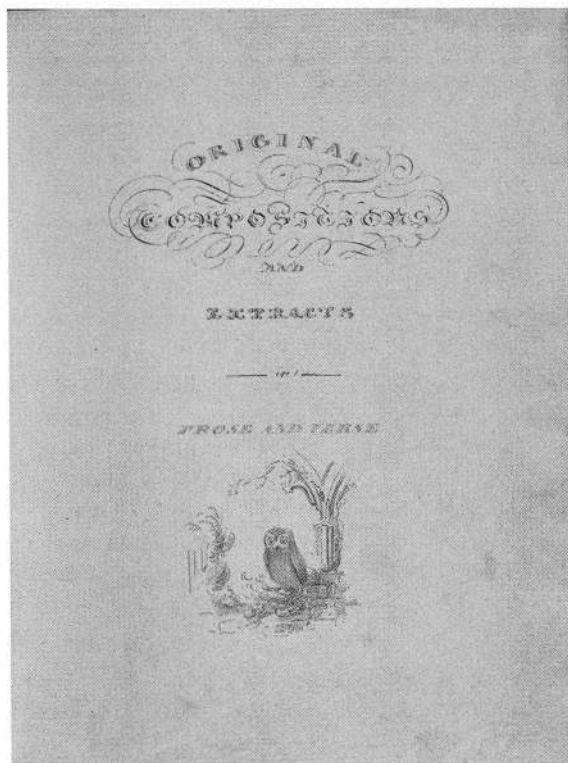 ORIGINAL
COMPOSITIONS
AND
EXTRACTS
PROSE AND VERSE